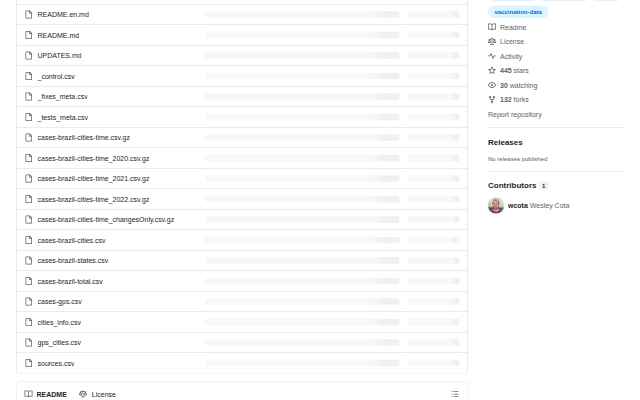 README.en.md
README.md
UPDATES.md
_control.csv
_fixes_meta.csv
_tests_meta.csv
cases-brazil-cities-time.csv.gz
cases-brazil-cities-time_2020.csv.gz
cases-brazil-cities-time_2021.csv.gz
cases-brazil-cities-time_2022.csv.gz
cases-brazil-cities-time_changesOnly.csv.gz
cases-brazil-cities.csv
cases-brazil-states.csv
cases-brazil-total.csv
cases-gps.csv
cities_info.csv
gps_cities.csv
sources.csv
README License
vaccination-data
Readme
License
Activity
445 stars
30 watching
132 forks
Report repository
Releases
No releases published
Contributors 1
wcota Wesley Cota